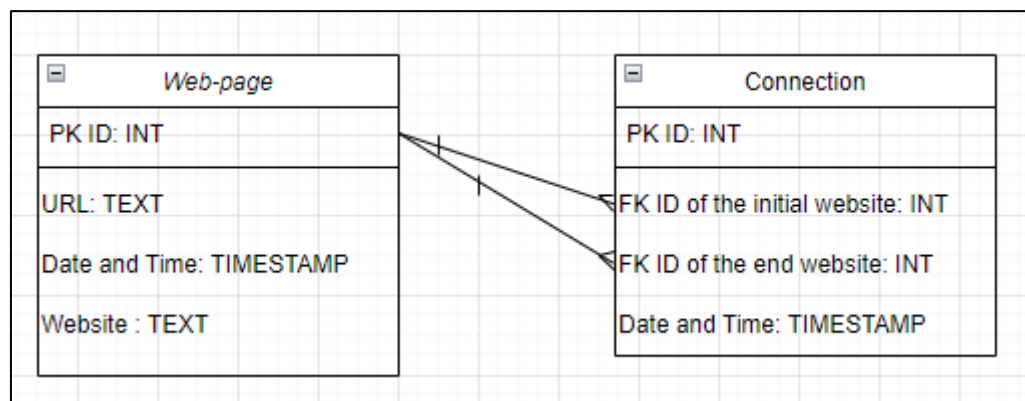 Web-page
PK ID: INT
URL: TEXT
Date and Time: TIMESTAMP
Website : TEXT
Connection
PK ID: INT
FK ID of the initial website: INT
FK ID of the end website: INT
Date and Time: TIMESTAMP